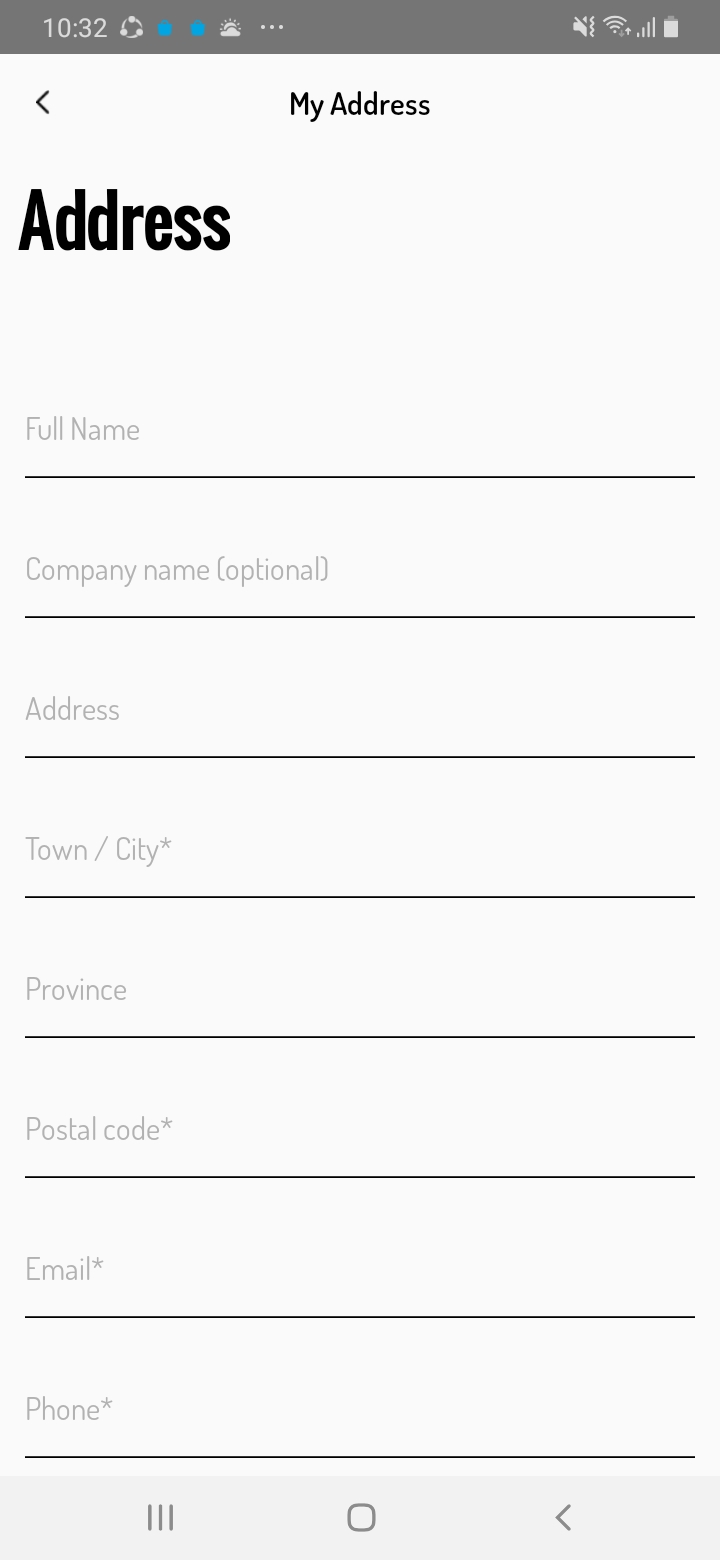 10:32
My Address
Address
Full Name
Company name (optional)
Address
Town / City*
Province
Postal code*
Email*
Phone*